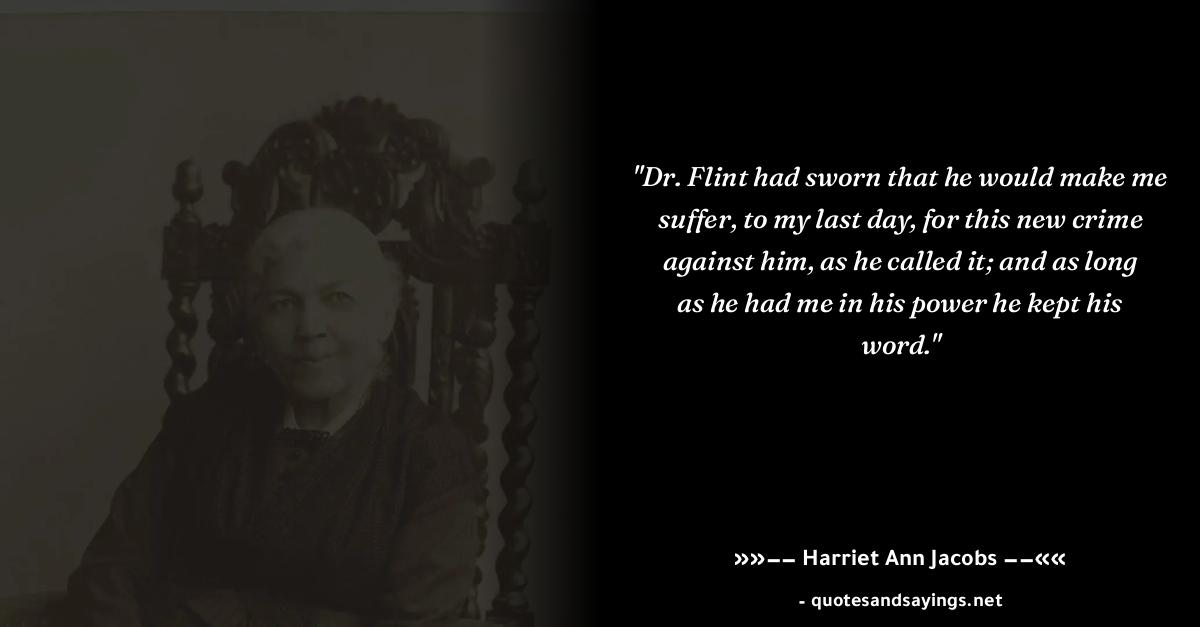 "Dr. Flint had sworn that he would make me
suffer, to my last day, for this new crime
against him, as he called it; and as long
as he had me in his power he kept his
word."
»»−− Harriet Ann Jacobs −−««
- quotesandsayings.net